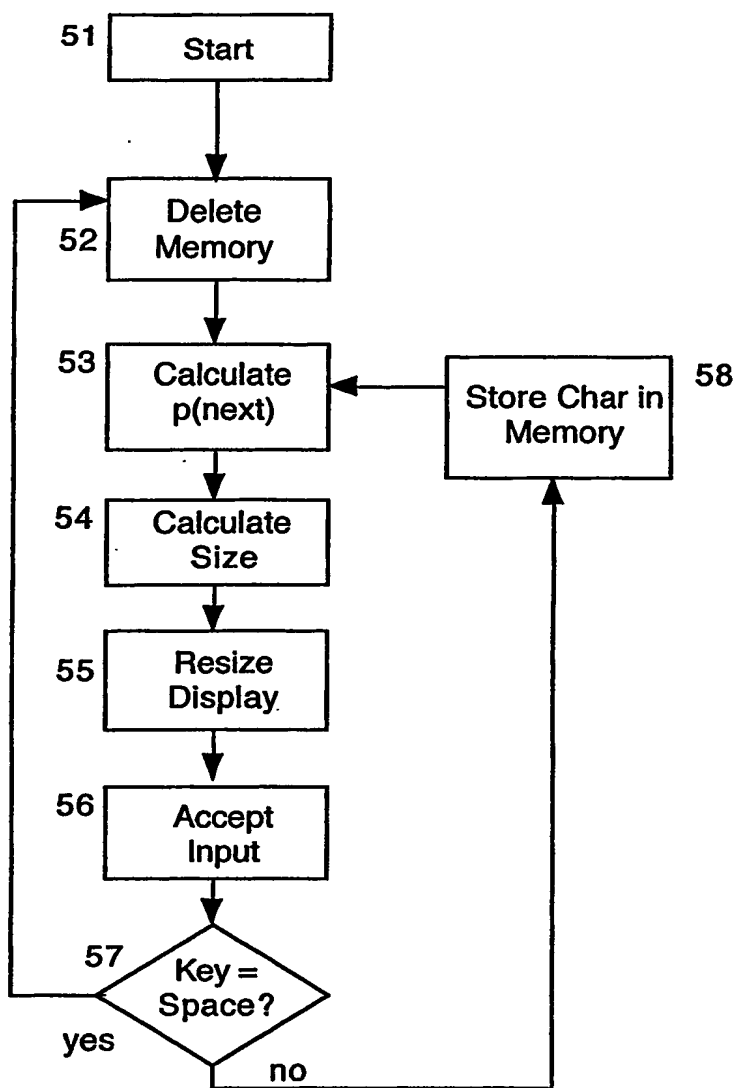 51
Start
52
Delete
Memory
53
Calculate
p(next)
58
Store Char in
Memory
54
Calculate
Size
55
Resize
Display
56
Accept
Input
57
Key =
Space?
yes
no